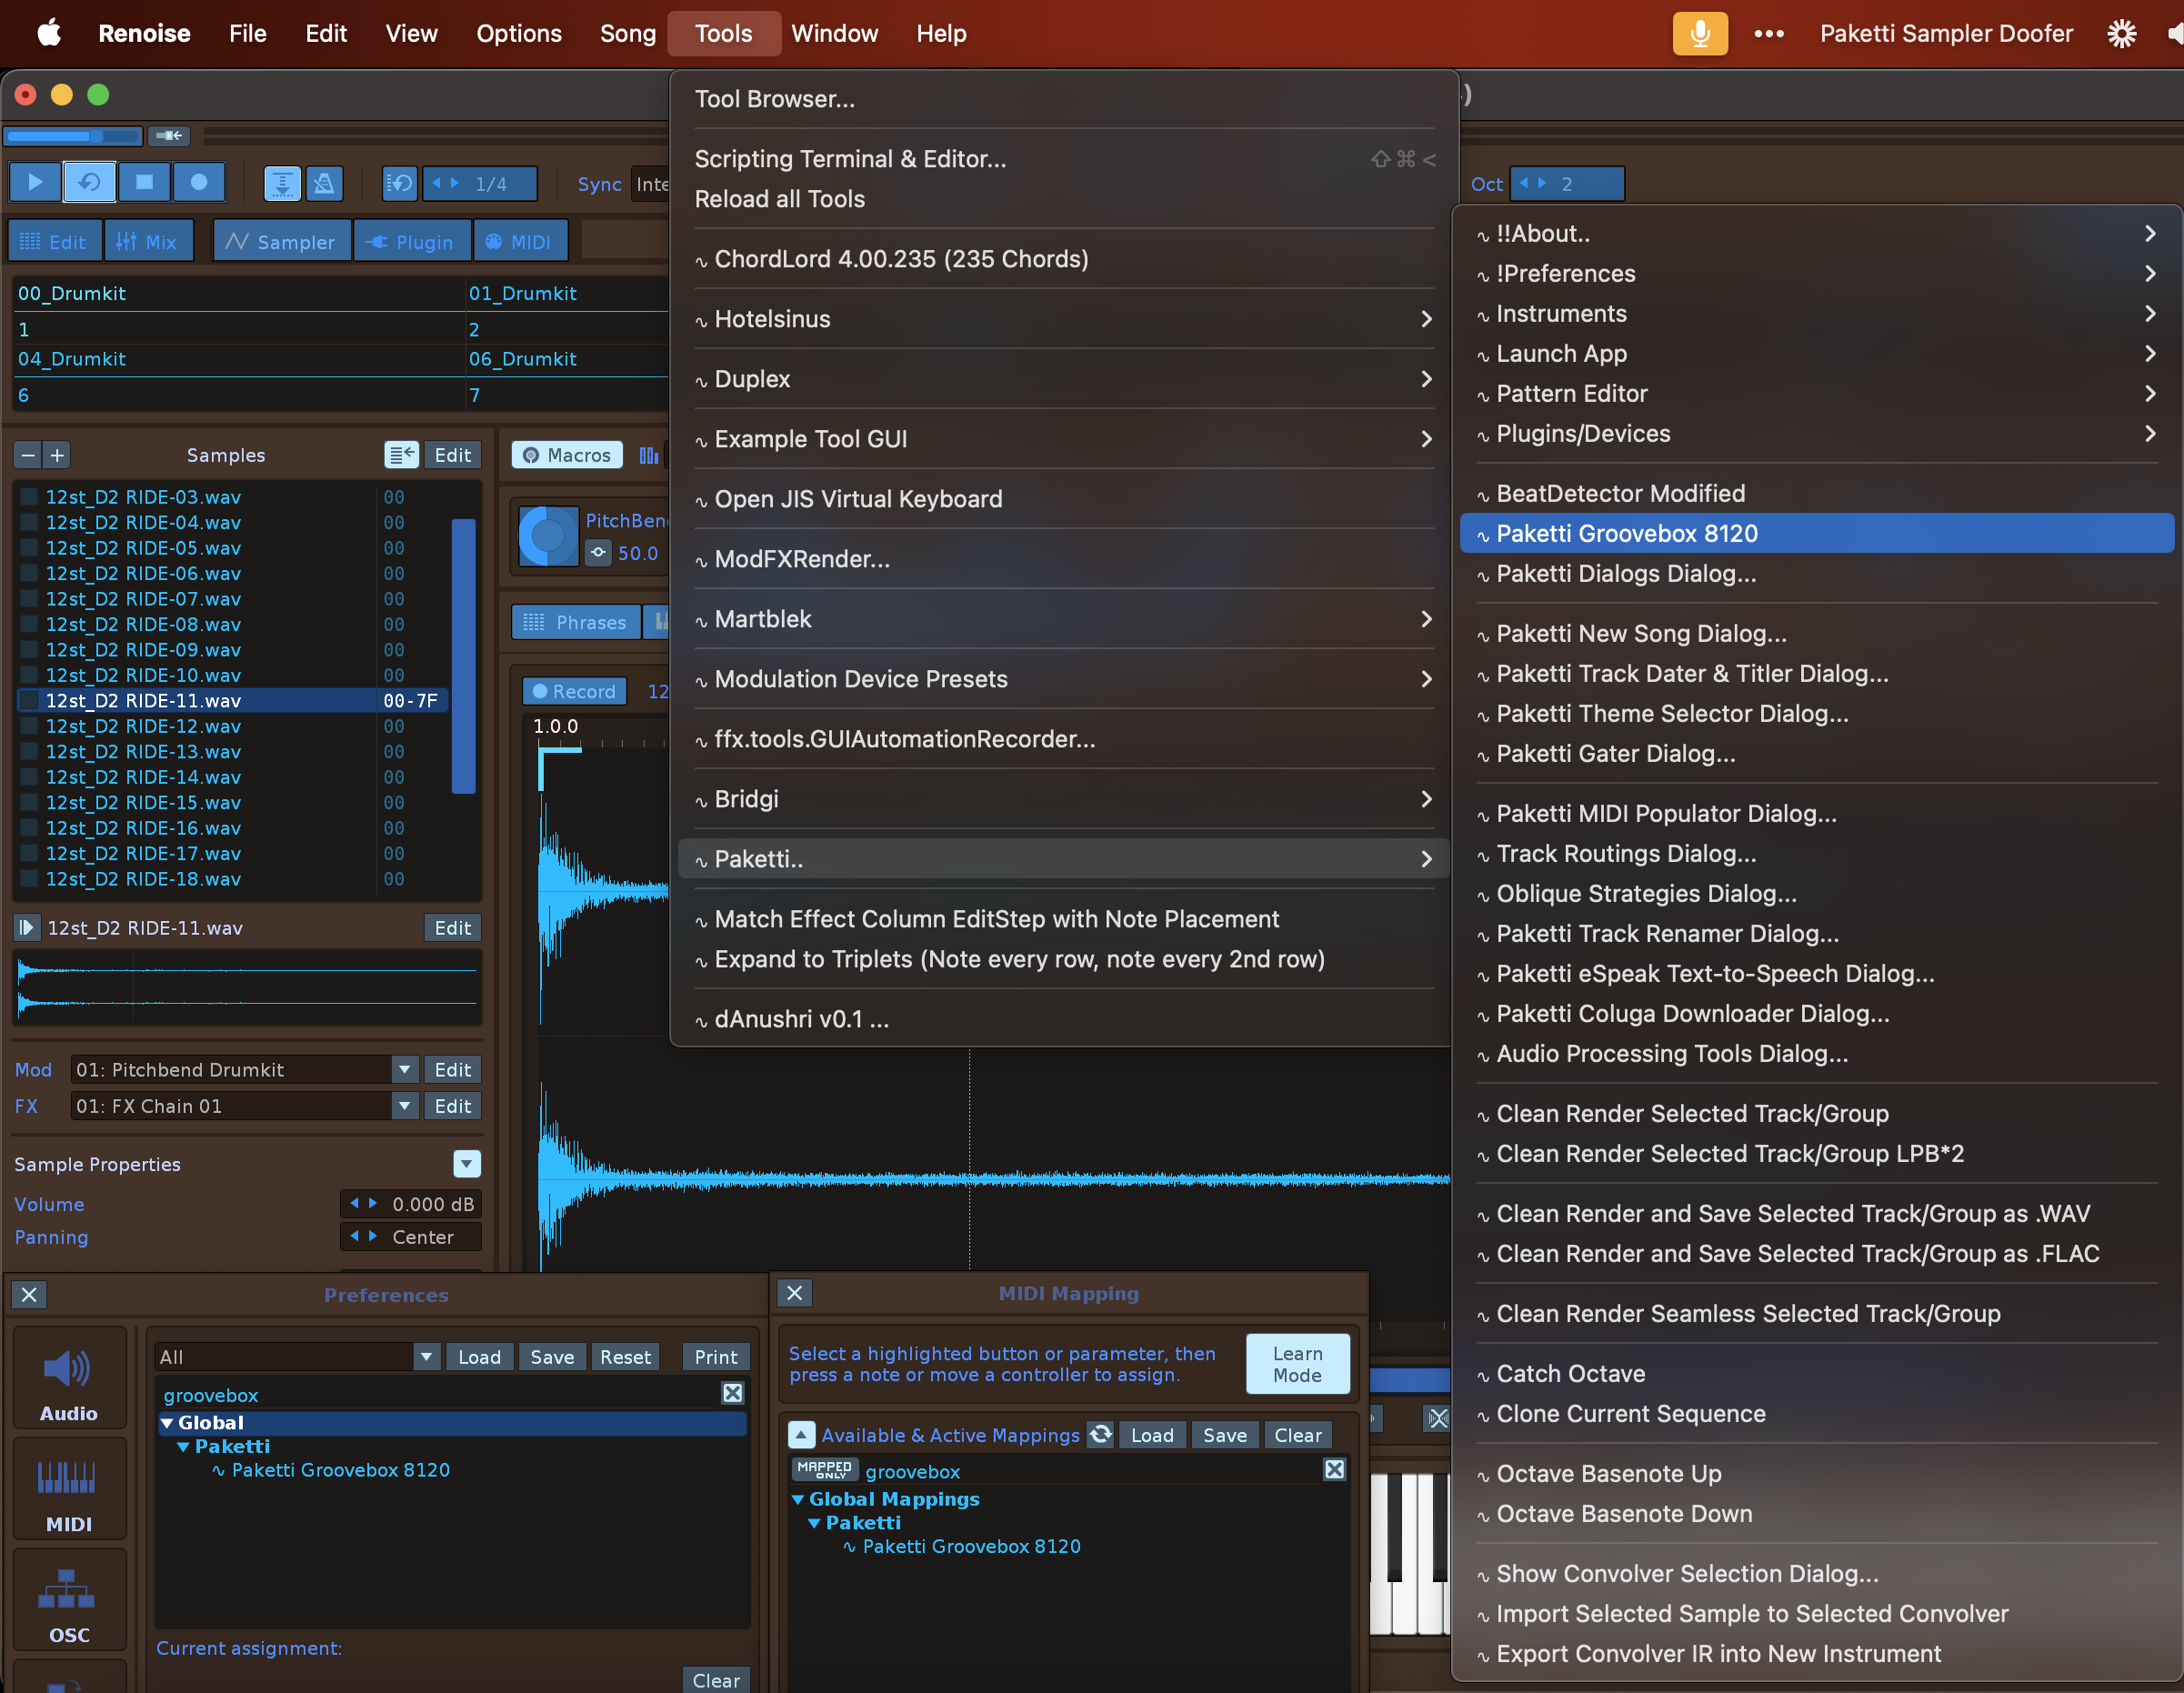 Renoise File Edit View Options Song Tools Window Help Paketti Sampler Doofer
1/4 Sync Oct 2
Edit Mix Sampler Plugin MIDI
00_Drumkit 01_Drumkit
1 2
04_Drumkit 06_Drumkit
6 7
− + Samples Edit
12st_D2 RIDE-03.wav 00
12st_D2 RIDE-04.wav 00
12st_D2 RIDE-05.wav 00
12st_D2 RIDE-06.wav 00
12st_D2 RIDE-07.wav 00
12st_D2 RIDE-08.wav 00
12st_D2 RIDE-09.wav 00
12st_D2 RIDE-10.wav 00
12st_D2 RIDE-11.wav 00-7F
12st_D2 RIDE-12.wav 00
12st_D2 RIDE-13.wav 00
12st_D2 RIDE-14.wav 00
12st_D2 RIDE-15.wav 00
12st_D2 RIDE-16.wav 00
12st_D2 RIDE-17.wav 00
12st_D2 RIDE-18.wav 00
12st_D2 RIDE-11.wav Edit
Mod 01: Pitchbend Drumkit Edit
FX 01: FX Chain 01 Edit
Sample Properties
Volume 0.000 dB
Panning Center
Macros
50.0
Phrases
Record 12
1.0.0
Tool Browser...
Scripting Terminal & Editor... ⇧⌘<
Reload all Tools
∿ ChordLord 4.00.235 (235 Chords)
∿ Hotelsinus
∿ Duplex
∿ Example Tool GUI
∿ Open JIS Virtual Keyboard
∿ ModFXRender...
∿ Martblek
∿ Modulation Device Presets
∿ ffx.tools.GUIAutomationRecorder...
∿ Bridgi
∿ Paketti..
∿ Match Effect Column EditStep with Note Placement
∿ Expand to Triplets (Note every row, note every 2nd row)
∿ dAnushri v0.1 ...
∿ !!About..
∿ !Preferences
∿ Instruments
∿ Launch App
∿ Pattern Editor
∿ Plugins/Devices
∿ BeatDetector Modified
∿ Paketti Groovebox 8120
∿ Paketti Dialogs Dialog...
∿ Paketti New Song Dialog...
∿ Paketti Track Dater & Titler Dialog...
∿ Paketti Theme Selector Dialog...
∿ Paketti Gater Dialog...
∿ Paketti MIDI Populator Dialog...
∿ Track Routings Dialog...
∿ Oblique Strategies Dialog...
∿ Paketti Track Renamer Dialog...
∿ Paketti eSpeak Text-to-Speech Dialog...
∿ Paketti Coluga Downloader Dialog...
∿ Audio Processing Tools Dialog...
∿ Clean Render Selected Track/Group
∿ Clean Render Selected Track/Group LPB*2
∿ Clean Render and Save Selected Track/Group as .WAV
∿ Clean Render and Save Selected Track/Group as .FLAC
∿ Clean Render Seamless Selected Track/Group
∿ Catch Octave
∿ Clone Current Sequence
∿ Octave Basenote Up
∿ Octave Basenote Down
∿ Show Convolver Selection Dialog...
∿ Import Selected Sample to Selected Convolver
∿ Export Convolver IR into New Instrument
Preferences
Audio
MIDI
OSC
All Load Save Reset Print
groovebox
Global
Paketti
∿ Paketti Groovebox 8120
Current assignment:
Clear
MIDI Mapping
Select a highlighted button or parameter, then
press a note or move a controller to assign.
Learn
Mode
Available & Active Mappings Load Save Clear
MAPPED
ONLY
groovebox
Global Mappings
Paketti
∿ Paketti Groovebox 8120